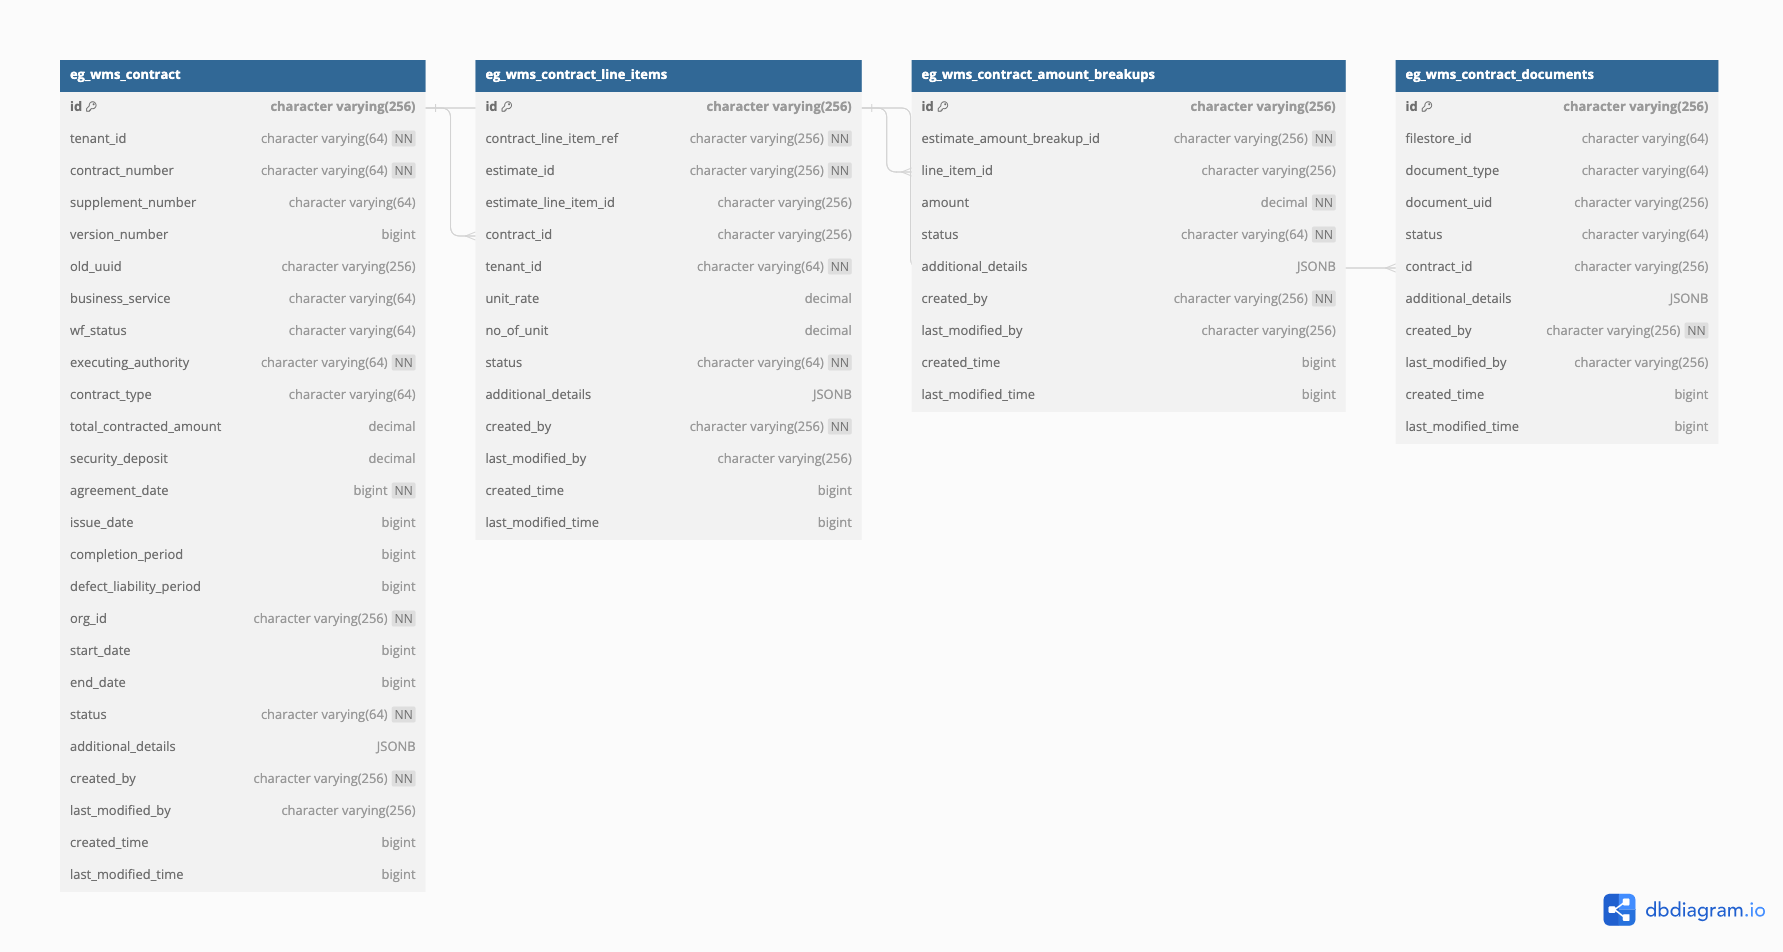 eg_wms_contract
id character varying(256)
tenant_id character varying(64) NN
contract_number character varying(64) NN
supplement_number character varying(64)
version_number bigint
old_uuid character varying(256)
business_service character varying(64)
wf_status character varying(64)
executing_authority character varying(64) NN
contract_type character varying(64)
total_contracted_amount decimal
security_deposit decimal
agreement_date bigint NN
issue_date bigint
completion_period bigint
defect_liability_period bigint
org_id character varying(256) NN
start_date bigint
end_date bigint
status character varying(64) NN
additional_details JSONB
created_by character varying(256) NN
last_modified_by character varying(256)
created_time bigint
last_modified_time bigint
eg_wms_contract_line_items
id character varying(256)
contract_line_item_ref character varying(256) NN
estimate_id character varying(256) NN
estimate_line_item_id character varying(256)
contract_id character varying(256)
tenant_id character varying(64) NN
unit_rate decimal
no_of_unit decimal
status character varying(64) NN
additional_details JSONB
created_by character varying(256) NN
last_modified_by character varying(256)
created_time bigint
last_modified_time bigint
eg_wms_contract_amount_breakups
id character varying(256)
estimate_amount_breakup_id character varying(256) NN
line_item_id character varying(256)
amount decimal NN
status character varying(64) NN
additional_details JSONB
created_by character varying(256) NN
last_modified_by character varying(256)
created_time bigint
last_modified_time bigint
eg_wms_contract_documents
id character varying(256)
filestore_id character varying(64)
document_type character varying(64)
document_uid character varying(256)
status character varying(64)
contract_id character varying(256)
additional_details JSONB
created_by character varying(256) NN
last_modified_by character varying(256)
created_time bigint
last_modified_time bigint
dbdiagram.io